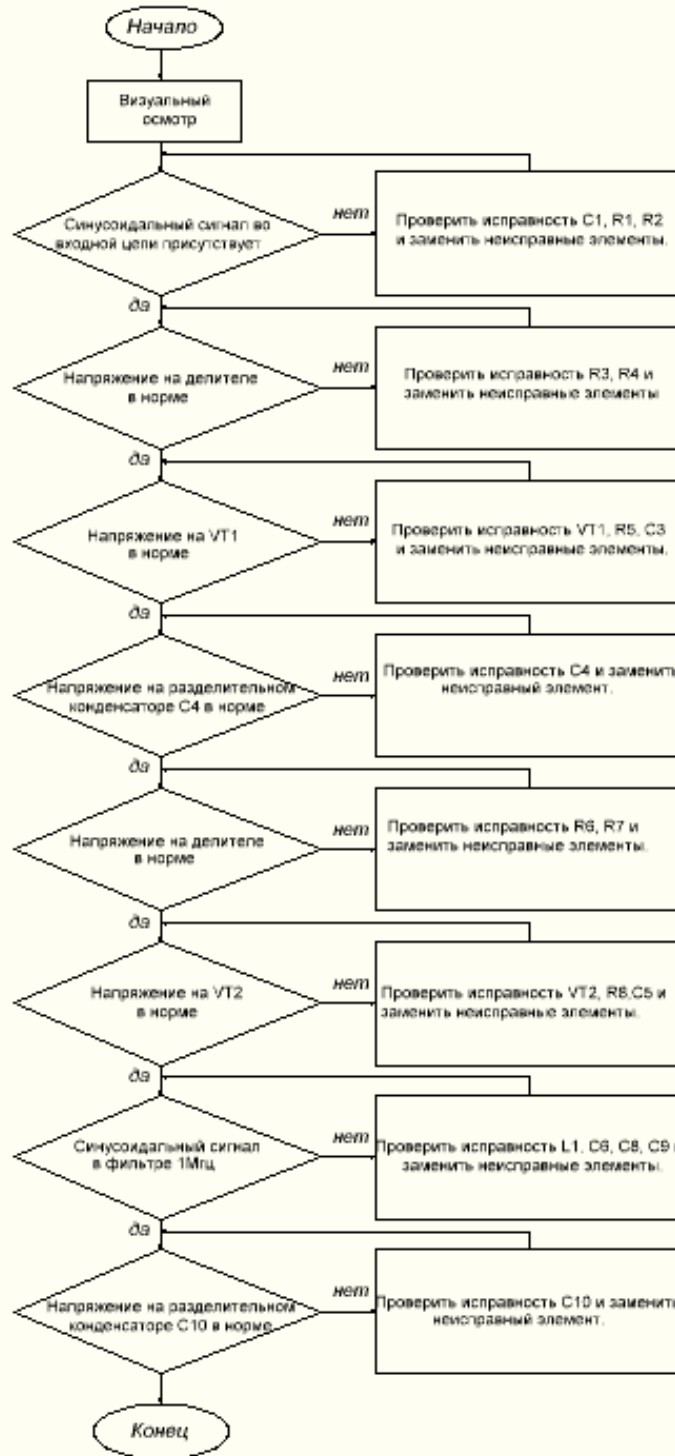 Начало
Визуальный
осмотр
Синусоидальный сигнал во
входной цепи присутствует
нет
Проверить исправность С1, R1, R2
и заменить неисправные элементы.
да
Напряжение на делителе
в норме
нет
Проверить исправность R3, R4 и
заменить неисправные элементы
да
Напряжение на VT1
в норме
нет
Проверить исправность VT1, R5, C3
и заменить неисправные элементы.
да
Напряжение на разделительном
конденсаторе С4 в норме
нет
Проверить исправность С4 и заменить
неисправный элемент.
да
Напряжение на делителе
в норме
нет
Проверить исправность R6, R7 и
заменить неисправные элементы.
да
Напряжение на VT2
в норме
нет
Проверить исправность VT2, R8,C5 и
заменить неисправные элементы.
да
Синусоидальный сигнал
в фильтре 1Мгц
нет
Проверить исправность L1, C6, C8, C9
заменить неисправные элементы.
да
Напряжение на разделительном
конденсаторе С10 в норме
нет
Проверить исправность С10 и заменить
неисправный элемент.
Конец